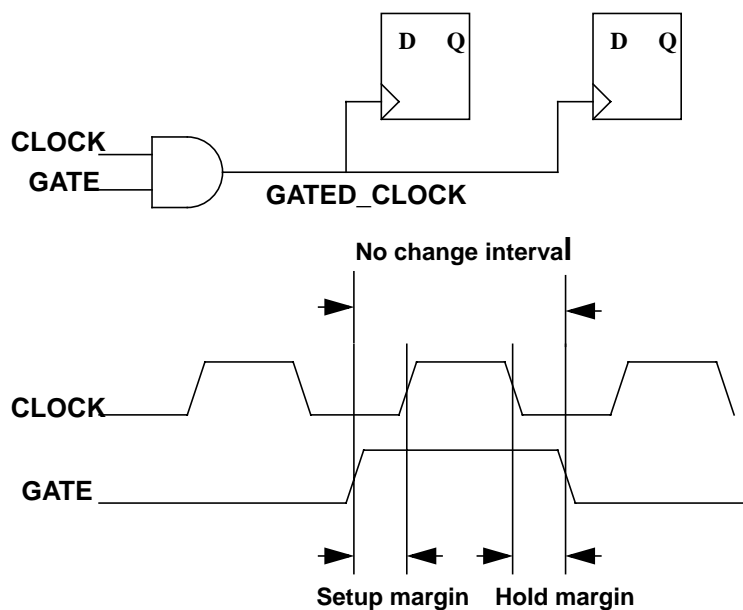 D Q
D Q
CLOCK
GATE
GATED_CLOCK
No change interval
CLOCK
GATE
Setup margin
Hold margin